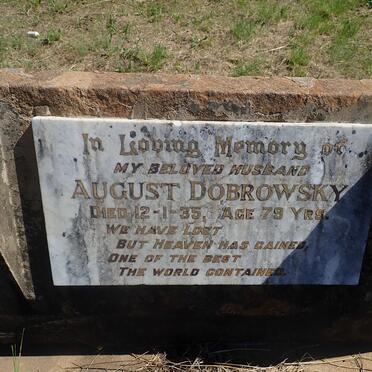 In Loving Memory of
MY BELOVED HUSBAND
AUGUST DOBROWSKY
DIED 12-1-35, AGE 79 YRS.
WE HAVE LOST
BUT HEAVEN HAS GAINED,
ONE OF THE BEST
THE WORLD CONTAINED.